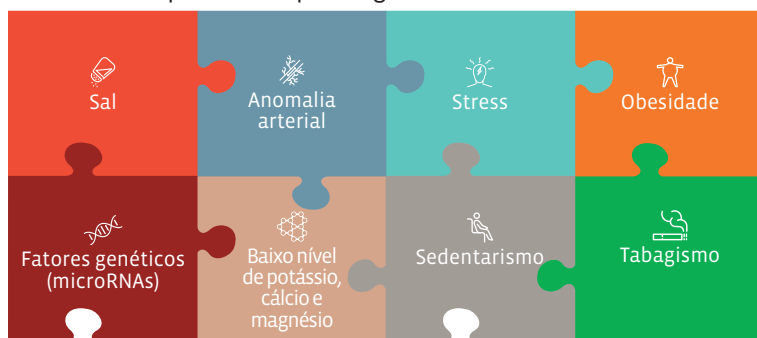 Sal
Anomalia
arterial
Stress
Obesidade
Fatores genéticos
(microRNAs)
Baixo nível
de potássio,
cálcio e
magnésio
Sedentarismo
Tabagismo